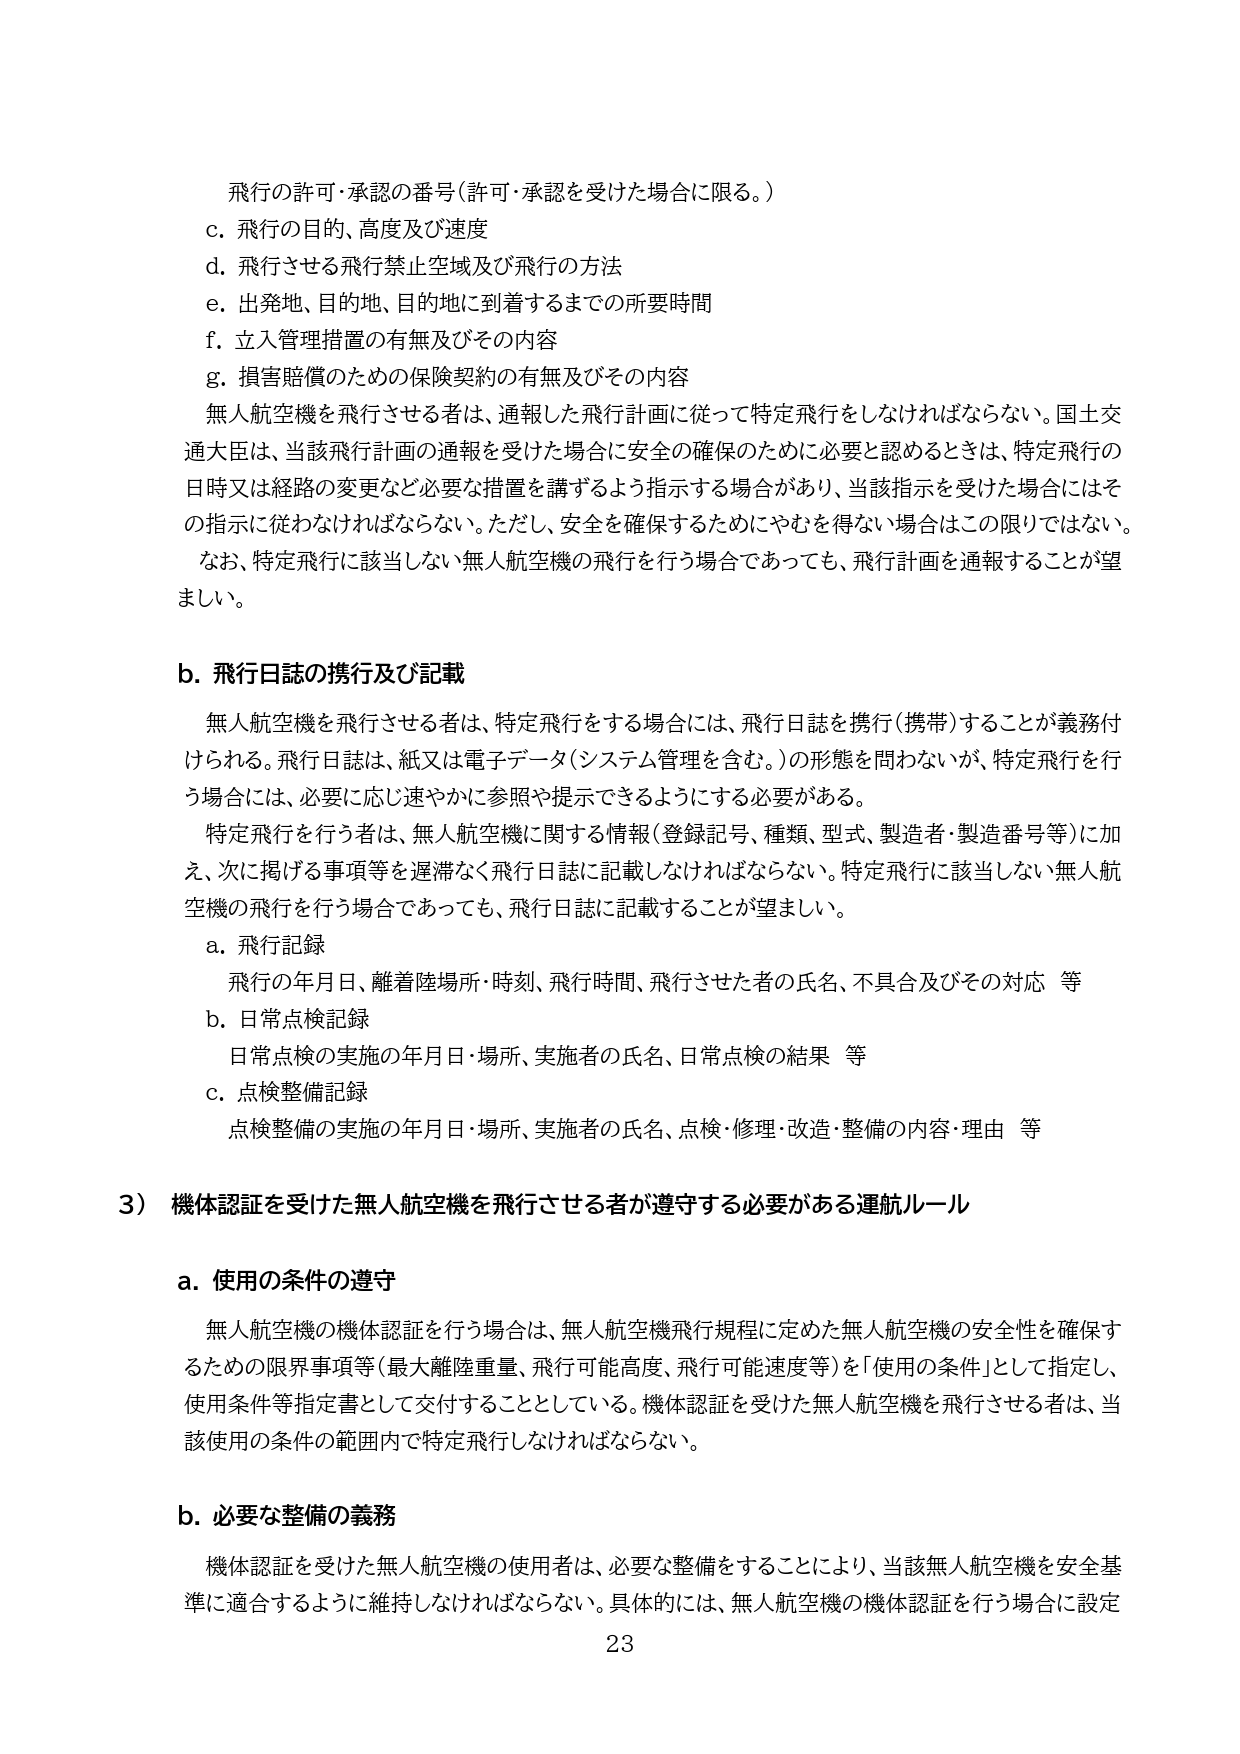 飛行の許可･承認の番号(許可･承認を受けた場合に限る｡)
c. 飛行の目的､高度及び速度
d. 飛行させる飛行禁止空域及び飛行の方法
e. 出発地､目的地､目的地に到着するまでの所要時間
f. 立入管理措置の有無及びその内容
g. 損害賠償のための保険契約の有無及びその内容
無人航空機を飛行させる者は､通報した飛行計画に従って特定飛行をしなければならない｡国土交
通大臣は､当該飛行計画の通報を受けた場合に安全の確保のために必要と認めるときは､特定飛行の
日時又は経路の変更など必要な措置を講ずるよう指示する場合があり､当該指示を受けた場合にはそ
の指示に従わなければならない｡ただし､安全を確保するためにやむを得ない場合はこの限りではない｡
なお､特定飛行に該当しない無人航空機の飛行を行う場合であっても､飛行計画を通報することが望
ましい｡
b. 飛行日誌の携行及び記載
無人航空機を飛行させる者は､特定飛行をする場合には､飛行日誌を携行(携帯)することが義務付
けられる｡飛行日誌は､紙又は電子データ(システム管理を含む｡)の形態を問わないが､特定飛行を行
う場合には､必要に応じ速やかに参照や提示できるようにする必要がある｡
特定飛行を行う者は､無人航空機に関する情報(登録記号､種類､型式､製造者･製造番号等)に加
え､次に掲げる事項等を遅滞なく飛行日誌に記載しなければならない｡特定飛行に該当しない無人航
空機の飛行を行う場合であっても､飛行日誌に記載することが望ましい｡
a. 飛行記録
飛行の年月日､離着陸場所･時刻､飛行時間､飛行させた者の氏名､不具合及びその対応 等
b. 日常点検記録
日常点検の実施の年月日･場所､実施者の氏名､日常点検の結果 等
c. 点検整備記録
点検整備の実施の年月日･場所､実施者の氏名､点検･修理･改造･整備の内容･理由 等
3) 機体認証を受けた無人航空機を飛行させる者が遵守する必要がある運航ルール
a. 使用の条件の遵守
無人航空機の機体認証を行う場合は､無人航空機飛行規程に定めた無人航空機の安全性を確保す
るための限界事項等(最大離陸重量､飛行可能高度､飛行可能速度等)を｢使用の条件｣として指定し､
使用条件等指定書として交付することとしている｡機体認証を受けた無人航空機を飛行させる者は､当
該使用の条件の範囲内で特定飛行しなければならない｡
b. 必要な整備の義務
機体認証を受けた無人航空機の使用者は､必要な整備をすることにより､当該無人航空機を安全基
準に適合するように維持しなければならない｡具体的には､無人航空機の機体認証を行う場合に設定
23